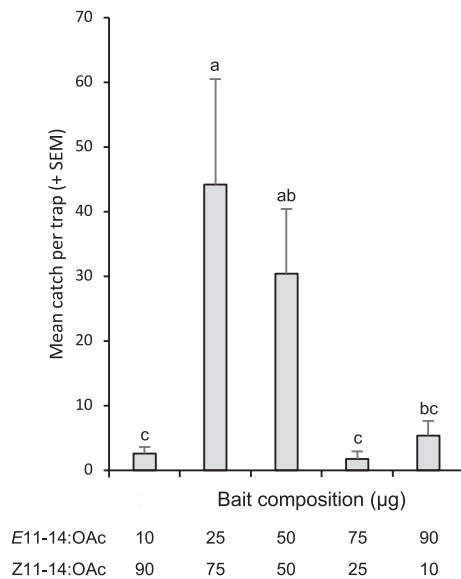 70
a
60
50
ab
40
30
20
10
c
c
bc
0
Mean catch per trap (+ SEM)
Bait composition (µg)
E11-14:OAc 10 25 50 75 90
Z11-14:OAc 90 75 50 25 10